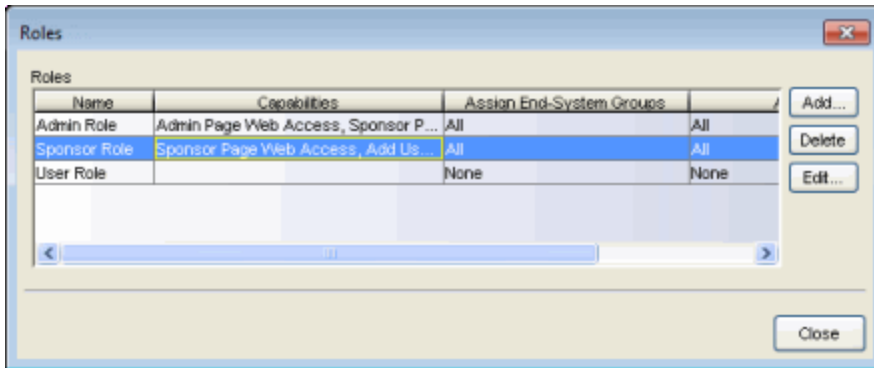 Roles
Roles
Name Capabilities Assign End-System Groups A
Add...
Admin Role Admin Page Web Access, Sponsor P... All All
Delete
Sponsor Role Sponsor Page Web Access, Add Us... All All
Edit...
User Role None None
Close